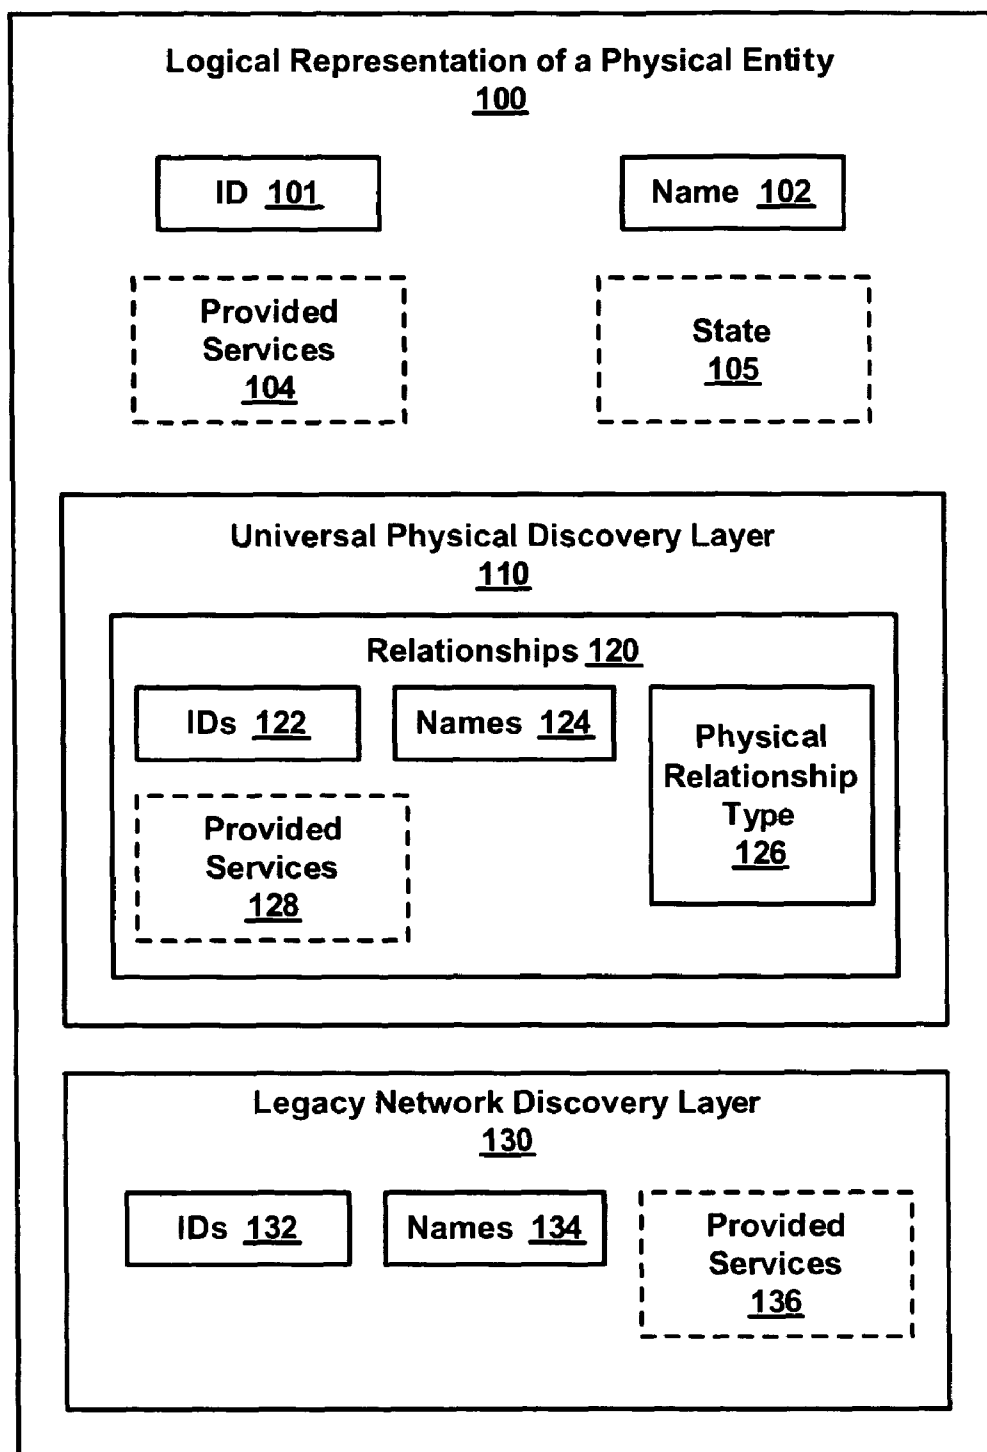 Logical Representation of a Physical Entity
100
ID 101
Name 102
Provided
Services
104
State
105
Universal Physical Discovery Layer
110
Relationships 120
IDs 122
Names 124
Physical
Relationship
Type
126
Provided
Services
128
Legacy Network Discovery Layer
130
IDs 132
Names 134
Provided
Services
136